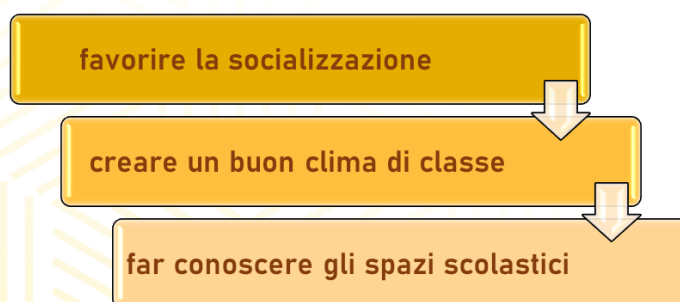 favorire la socializzazione
creare un buon clima di classe
far conoscere gli spazi scolastici